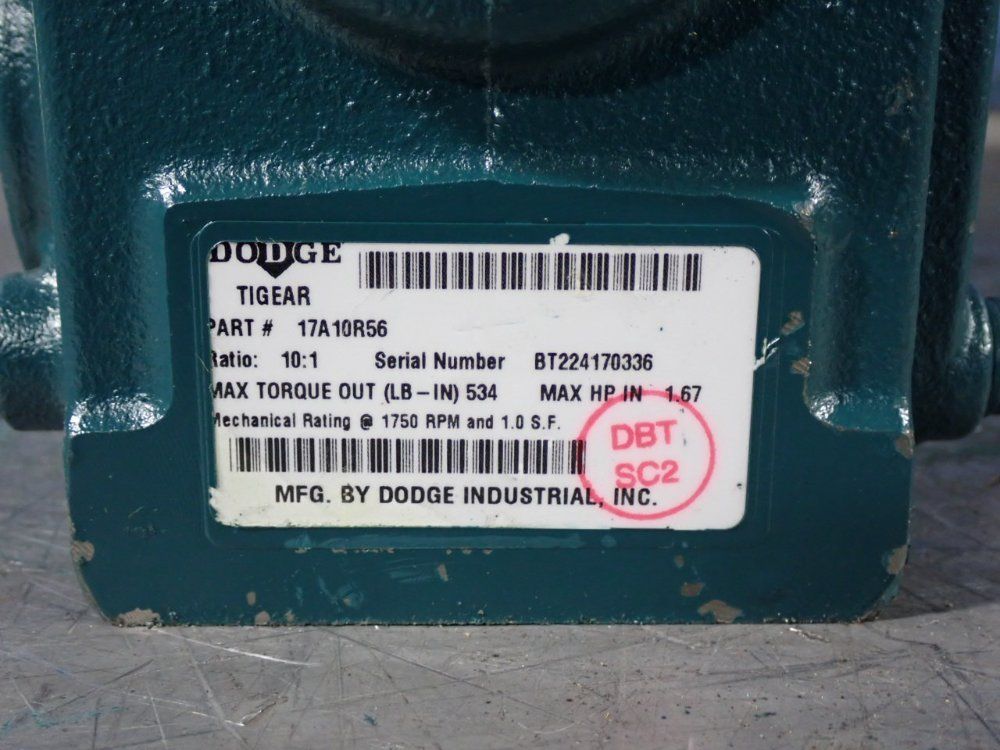 DODGE
TIGEAR
PART # 17A10R56
Ratio: 10:1 Serial Number BT224170336
MAX TORQUE OUT (LB-IN) 534 MAX HP IN 1.67
Mechanical Rating @ 1750 RPM and 1.0 S.F.
DBT
SC2
MFG. BY DODGE INDUSTRIAL, INC.